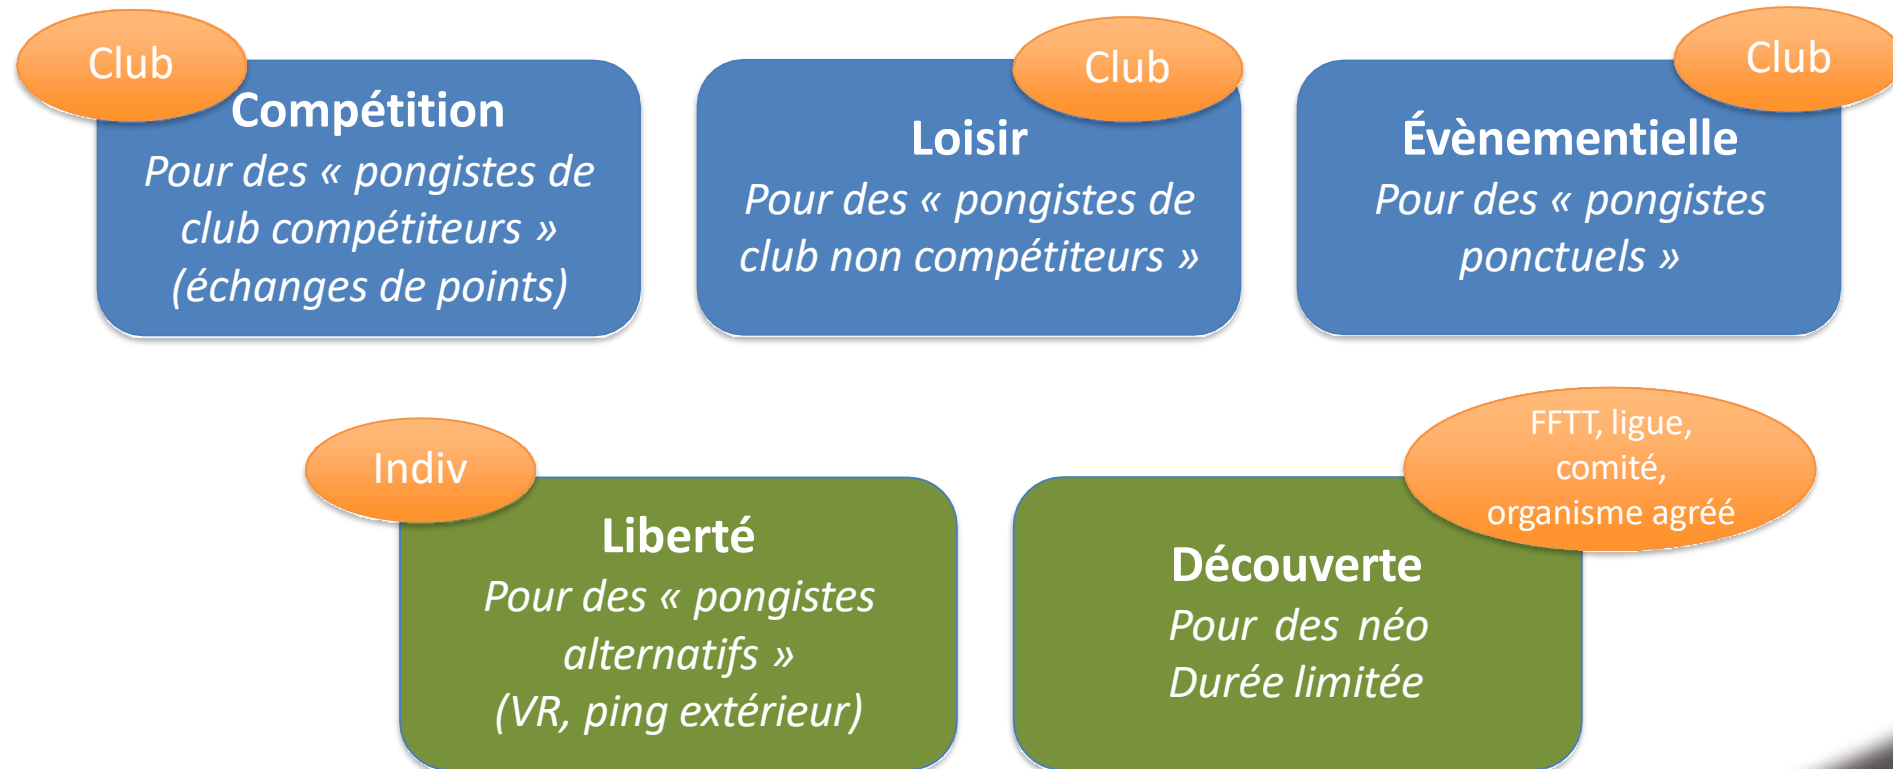 Club
Compétition
Pour des « pongistes de
club compétiteurs »
(échanges de points)
Club
Loisir
Pour des « pongistes de
club non compétiteurs »
Club
Évènementielle
Pour des « pongistes
ponctuels »
Indiv
Liberté
Pour des « pongistes
alternatifs »
(VR, ping extérieur)
FFTT, ligue,
comité,
organisme agréé
Découverte
Pour des néo
Durée limitée